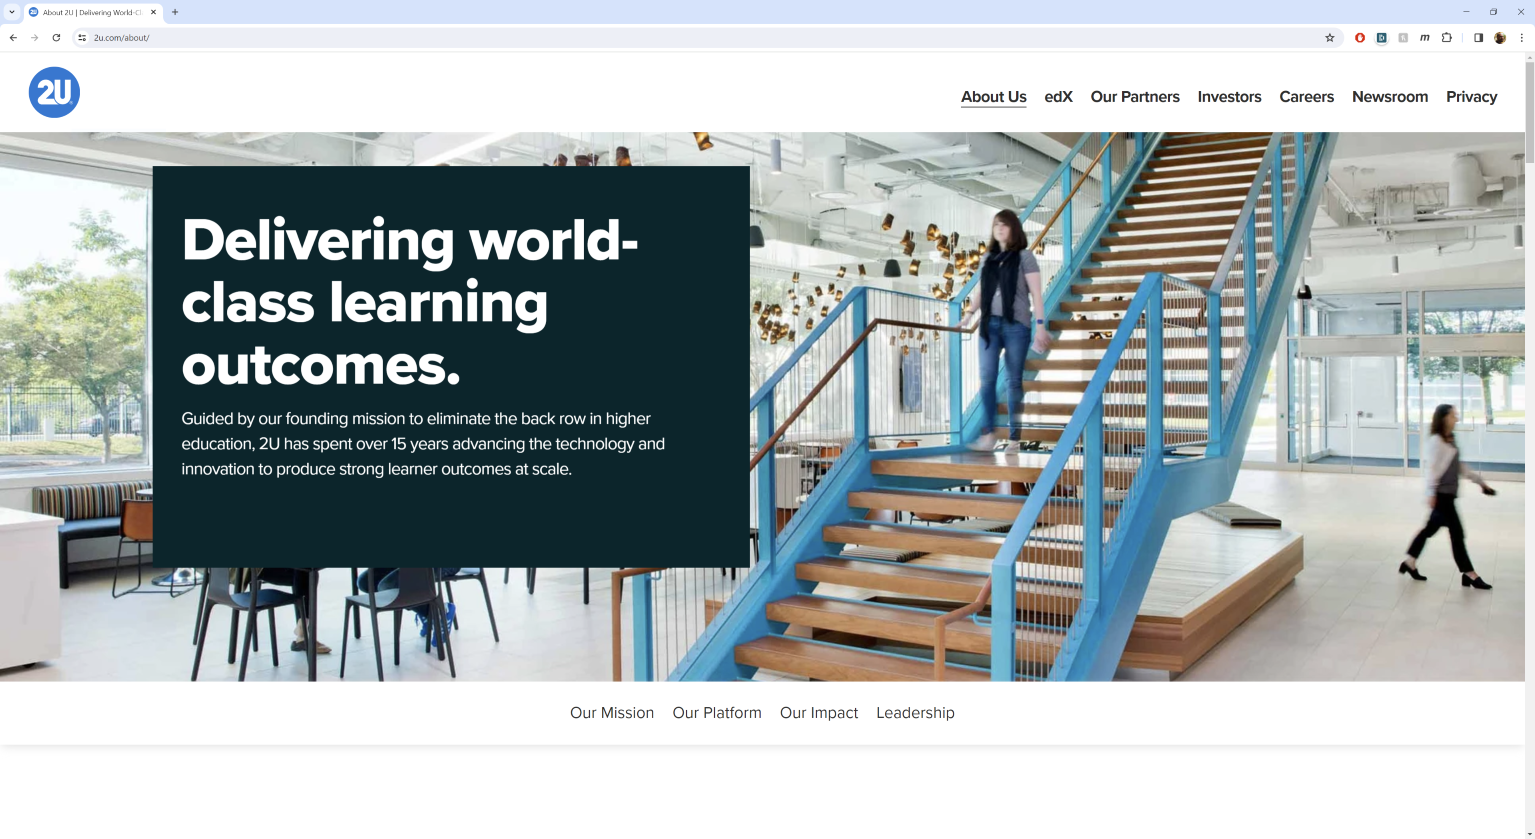 About 2U | Delivering World-Cl
2u.com/about/
2U
About Us edX Our Partners Investors Careers Newsroom Privacy
Delivering world-
class learning
outcomes.
Guided by our founding mission to eliminate the back row in higher
education, 2U has spent over 15 years advancing the technology and
innovation to produce strong learner outcomes at scale.
Our Mission Our Platform Our Impact Leadership